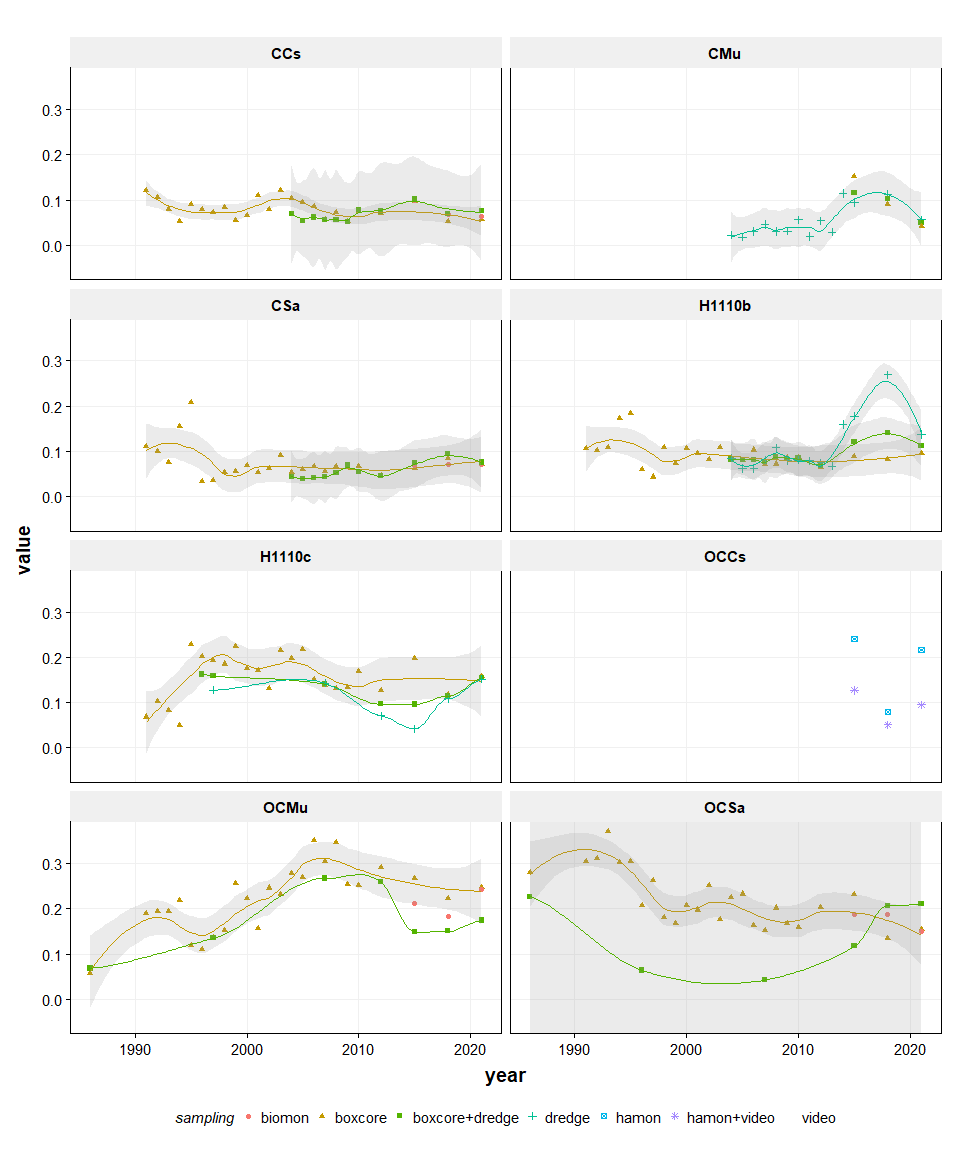 CCs CMu
0.3
0.2
0.1
0.0
CSa H1110b
0.3
0.2
0.1
0.0
value
H1110c OCCs
0.3
0.2
0.1
0.0
OCMu OCSa
0.3
0.2
0.1
0.0
1990 2000 2010 2020 1990 2000 2010 2020
year
sampling biomon boxcore boxcore+dredge dredge hamon hamon+video video